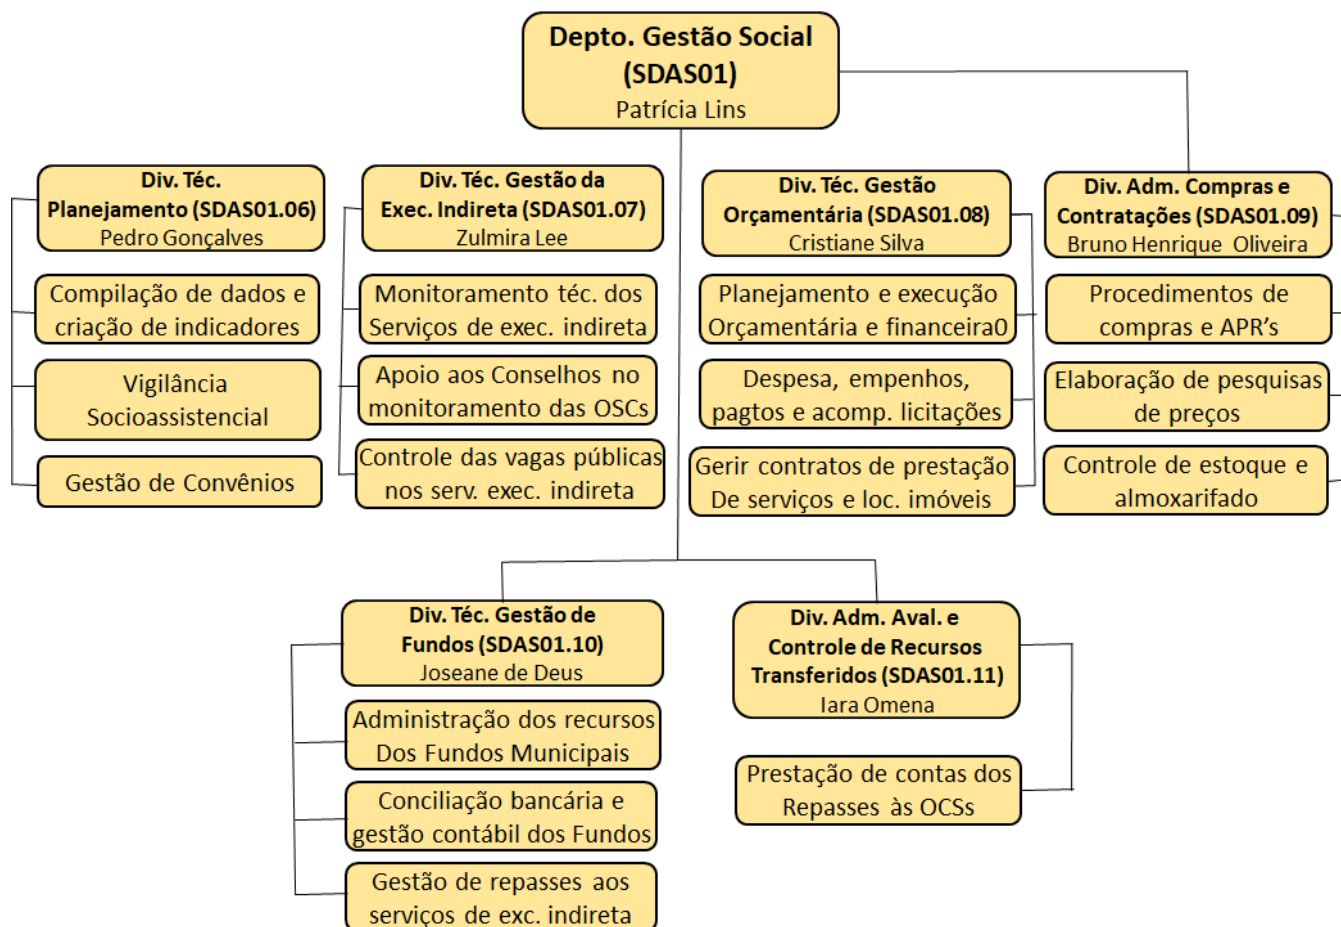 Depto. Gestão Social
(SDAS01)
Patrícia Lins
Div. Téc.
Planejamento (SDAS01.06)
Pedro Gonçalves
Compilação de dados e
criação de indicadores
Vigilância
Socioassistencial
Gestão de Convênios
Div. Téc. Gestão da
Exec. Indireta (SDAS01.07)
Zulmira Lee
Monitoramento téc. dos
Serviços de exec. indireta
Apoio aos Conselhos no
monitoramento das OSCs
Controle das vagas públicas
nos serv. exec. indireta
Div. Téc. Gestão
Orçamentária (SDAS01.08)
Cristiane Silva
Planejamento e execução
Orçamentária e financeira0
Despesa, empenhos,
pagtos e acomp. licitações
Gerir contratos de prestação
De serviços e loc. imóveis
Div. Adm. Compras e
Contratações (SDAS01.09)
Bruno Henrique Oliveira
Procedimentos de
compras e APR’s
Elaboração de pesquisas
de preços
Controle de estoque e
almoxarifado
Div. Téc. Gestão de
Fundos (SDAS01.10)
Joseane de Deus
Administração dos recursos
Dos Fundos Municipais
Conciliação bancária e
gestão contábil dos Fundos
Gestão de repasses aos
serviços de exc. indireta
Div. Adm. Aval. e
Controle de Recursos
Transferidos (SDAS01.11)
Iara Omena
Prestação de contas dos
Repasses às OCSs